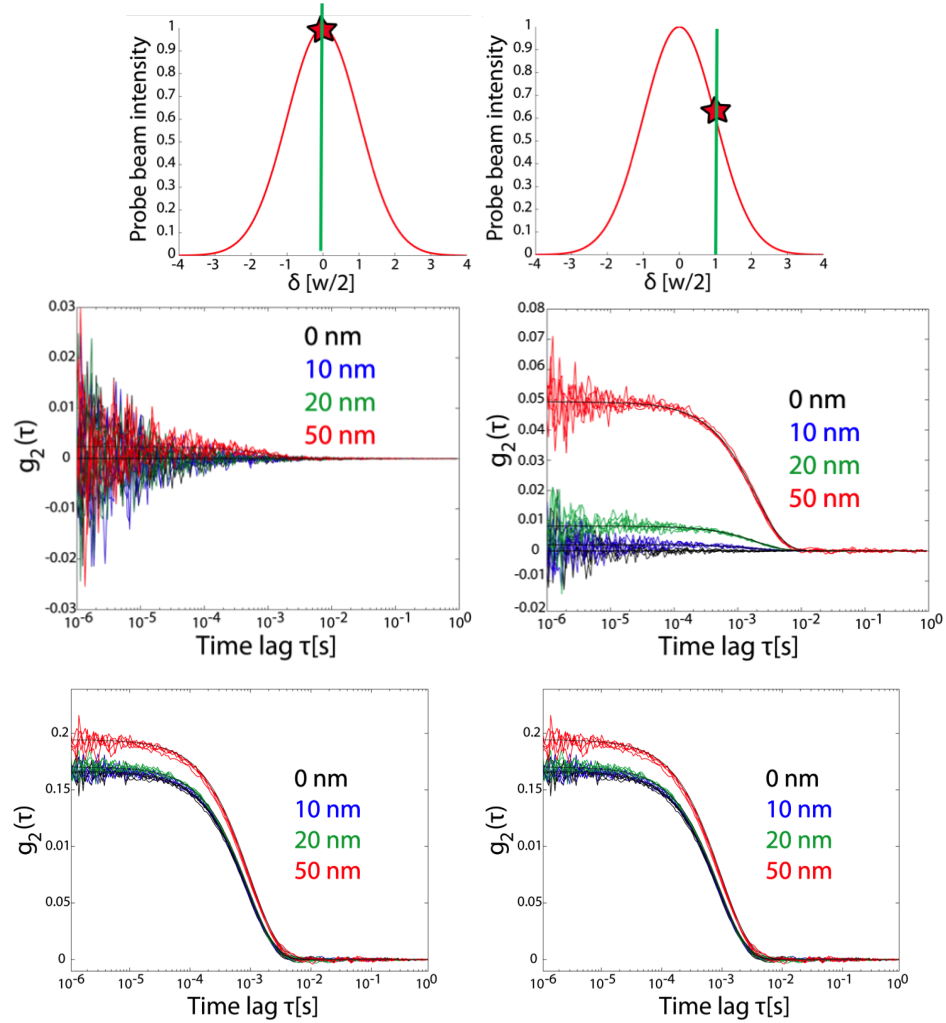 Probe beam intensity
1
0.9
0.8
0.7
0.6
0.5
0.4
0.3
0.2
0.1
0
-4 -3 -2 -1 0 1 2 3 4
δ [w/2]
Probe beam intensity
1
0.9
0.8
0.7
0.6
0.5
0.4
0.3
0.2
0.1
0
-4 -3 -2 -1 0 1 2 3 4
δ [w/2]
g2(τ)
0.03
0.02
0.01
0
-0.01
-0.02
-0.03
0 nm
10 nm
20 nm
50 nm
10-6 10-5 10-4 10-3 10-2 10-1 100
Time lag τ[s]
g2(τ)
0.08
0.07
0.06
0.05
0.04
0.03
0.02
0.01
0
-0.01
-0.02
0 nm
10 nm
20 nm
50 nm
10-6 10-5 10-4 10-3 10-2 10-1 100
Time lag τ[s]
g2(τ)
0.2
0.15
0.01
0.05
0
0 nm
10 nm
20 nm
50 nm
10-6 10-5 10-4 10-3 10-2 10-1 100
Time lag τ[s]
g2(τ)
0.2
0.15
0.01
0.05
0
0 nm
10 nm
20 nm
50 nm
10-6 10-5 10-4 10-3 10-2 10-1 100
Time lag τ[s]